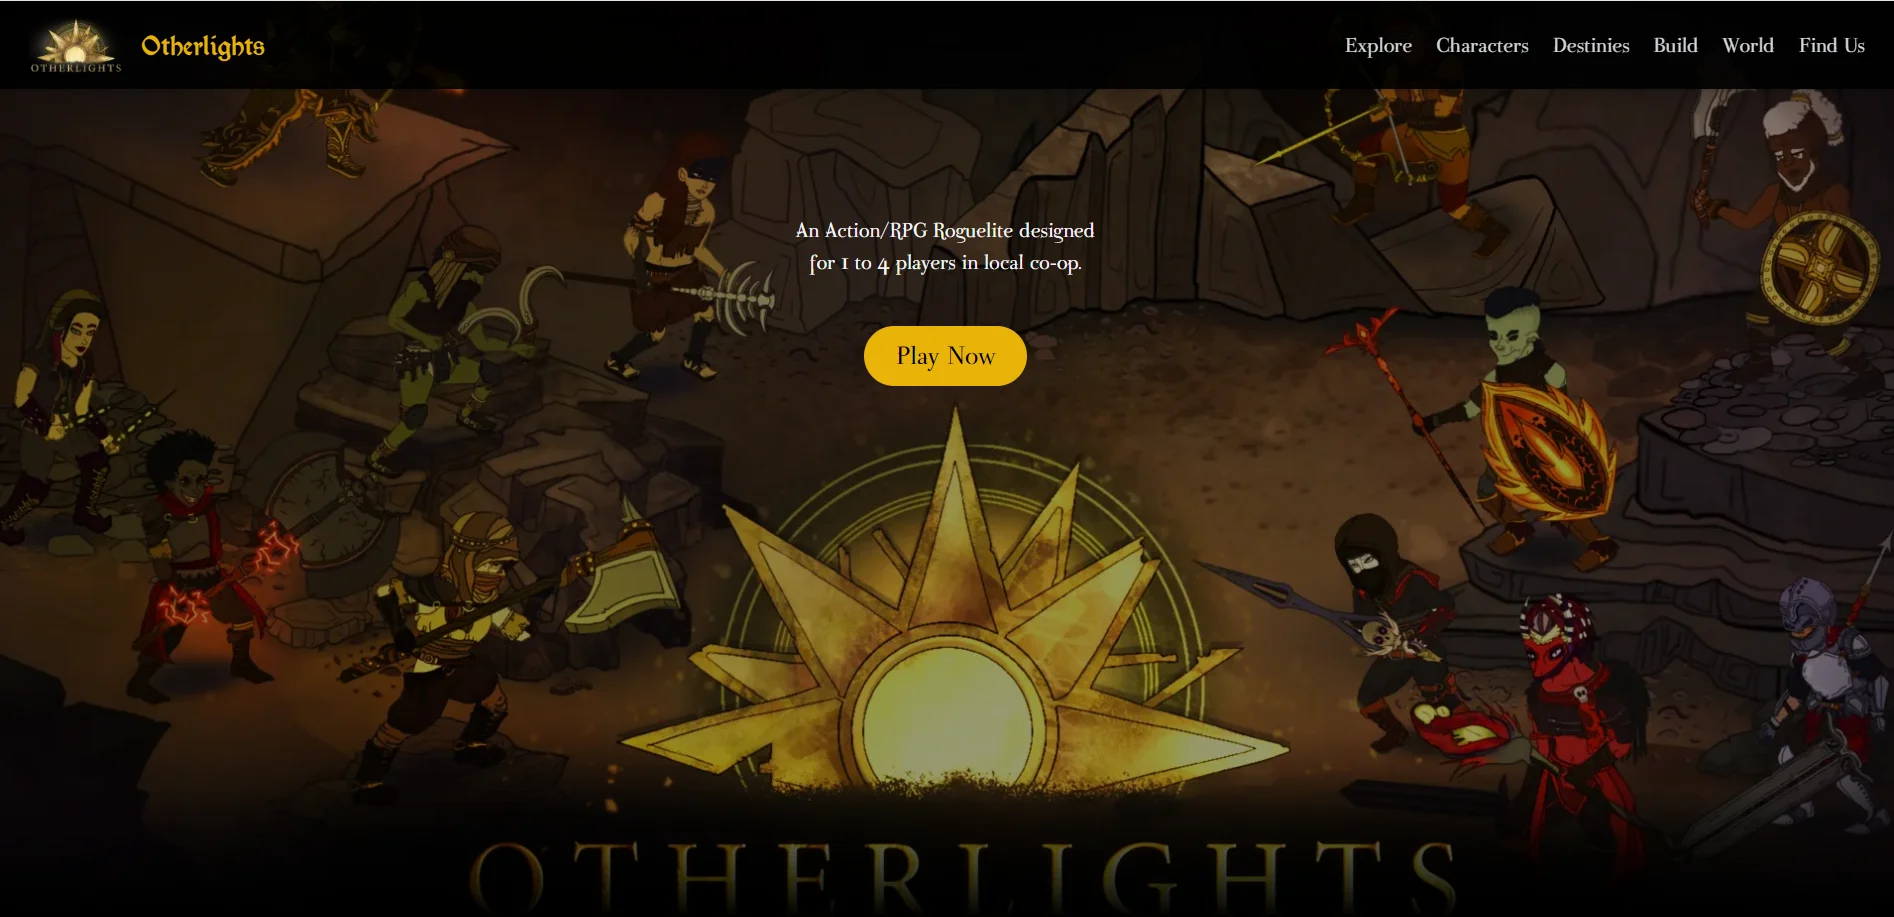 OTHERLIGHTS
Otherlights
Explore Characters Destinies Build World Find Us
An Action/RPG Roguelite designed
for 1 to 4 players in local co-op.
Play Now
OTHERLIGHTS